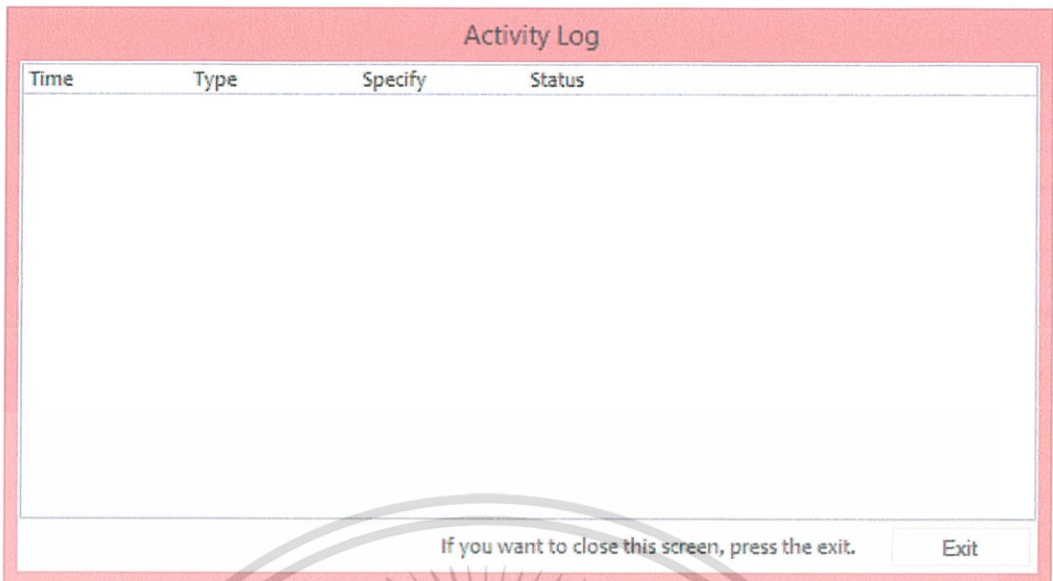 Activity Log
Time Type Specify Status
If you want to close this screen, press the exit. Exit